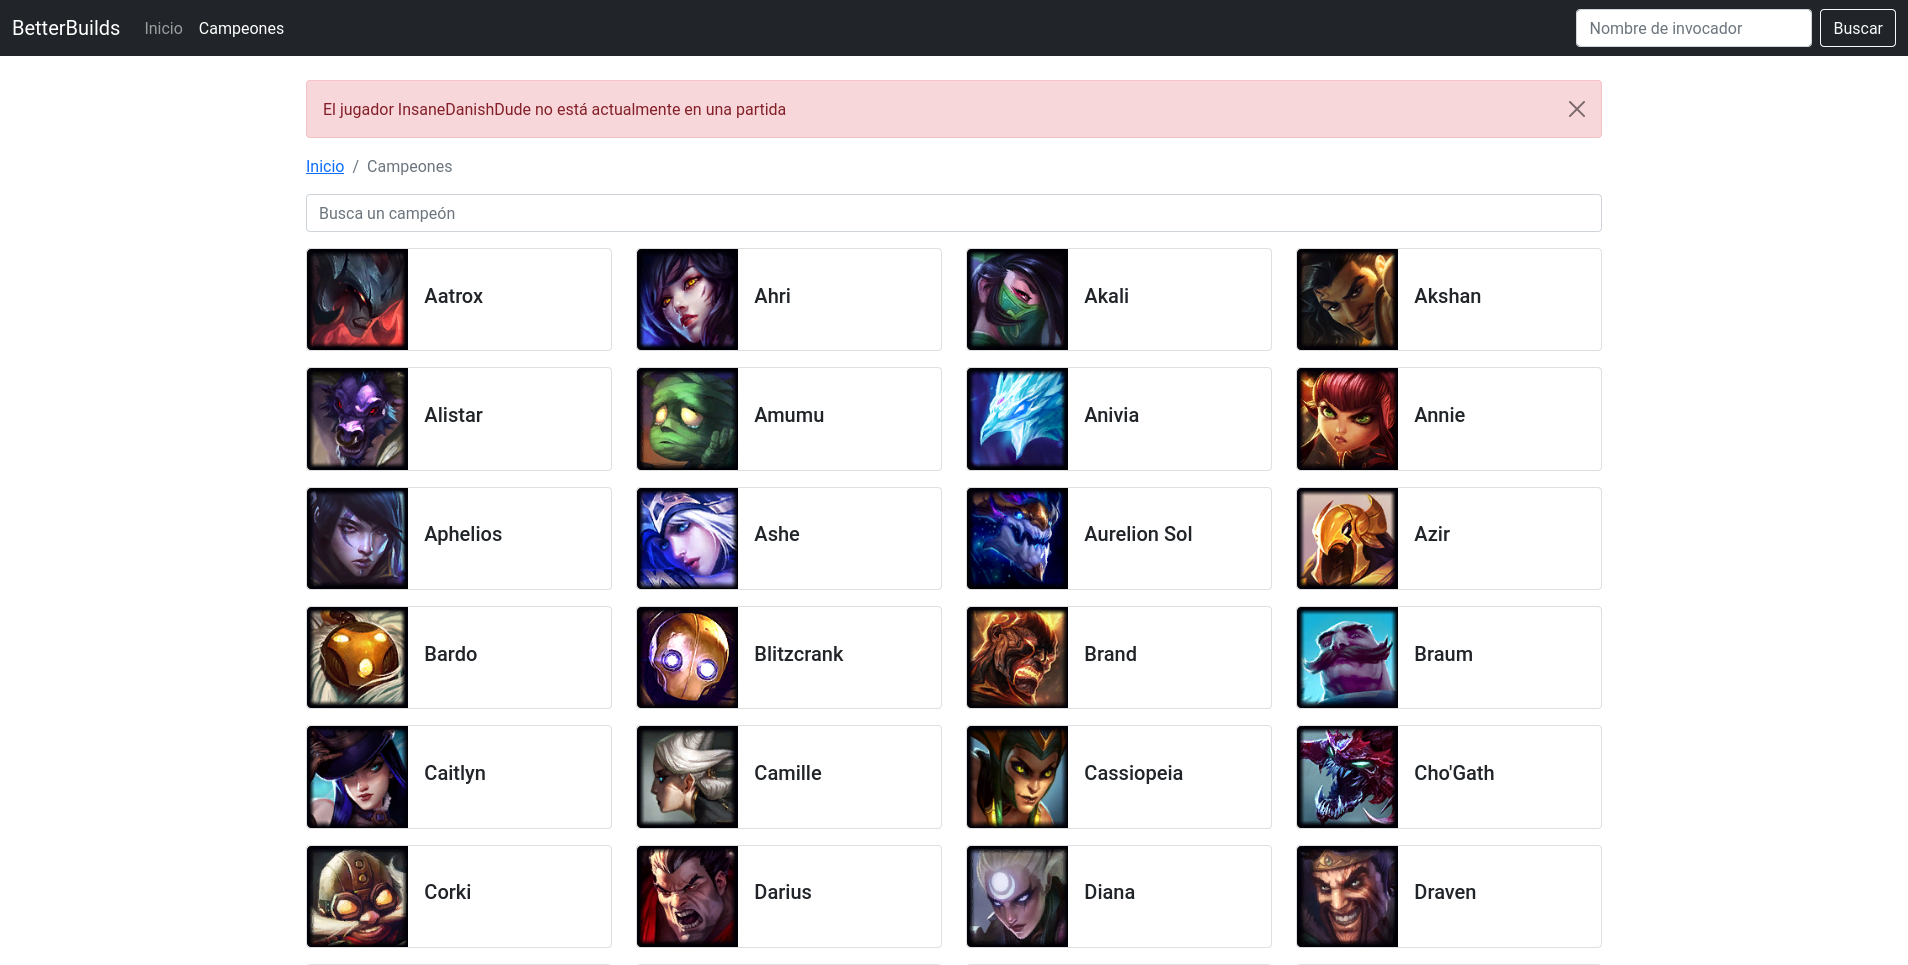 BetterBuilds Inicio Campeones Nombre de invocador Buscar
El jugador InsaneDanishDude no está actualmente en una partida
Inicio / Campeones
Busca un campeón
Aatrox Ahri Akali Akshan
Alistar Amumu Anivia Annie
Aphelios Ashe Aurelion Sol Azir
Bardo Blitzcrank Brand Braum
Caitlyn Camille Cassiopeia Cho'Gath
Corki Darius Diana Draven